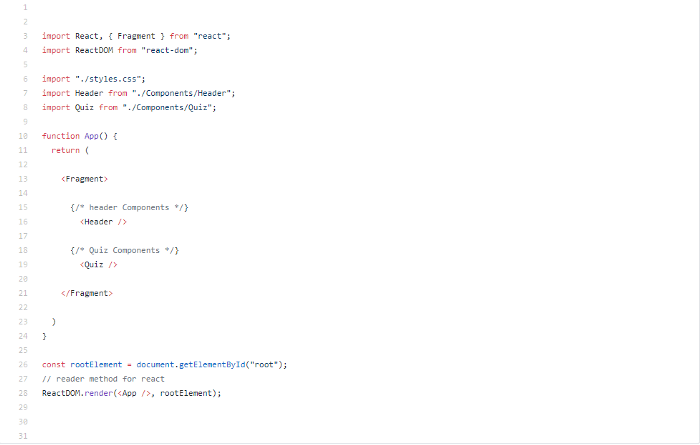 1
2
3 import React, { Fragment } from "react";
4 import ReactDOM from "react-dom";
5
6 import "./styles.css";
7 import Header from "./Components/Header";
8 import Quiz from "./Components/Quiz";
9
10 function App() {
11 return (
12
13 <Fragment>
14
15 {/* header Components */}
16 <Header />
17
18 {/* Quiz Components */}
19 <Quiz />
20
21 </Fragment>
22
23 )
24 }
25
26 const rootElement = document.getElementById("root");
27 // reader method for react
28 ReactDOM.render(<App />, rootElement);
29
30
31